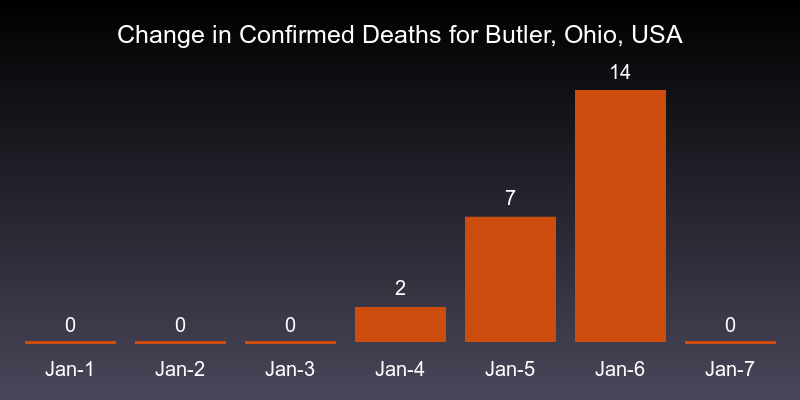 Change in Confirmed Deaths for Butler, Ohio, USA
14
7
2
0 0 0 0
Jan-1 Jan-2 Jan-3 Jan-4 Jan-5 Jan-6 Jan-7